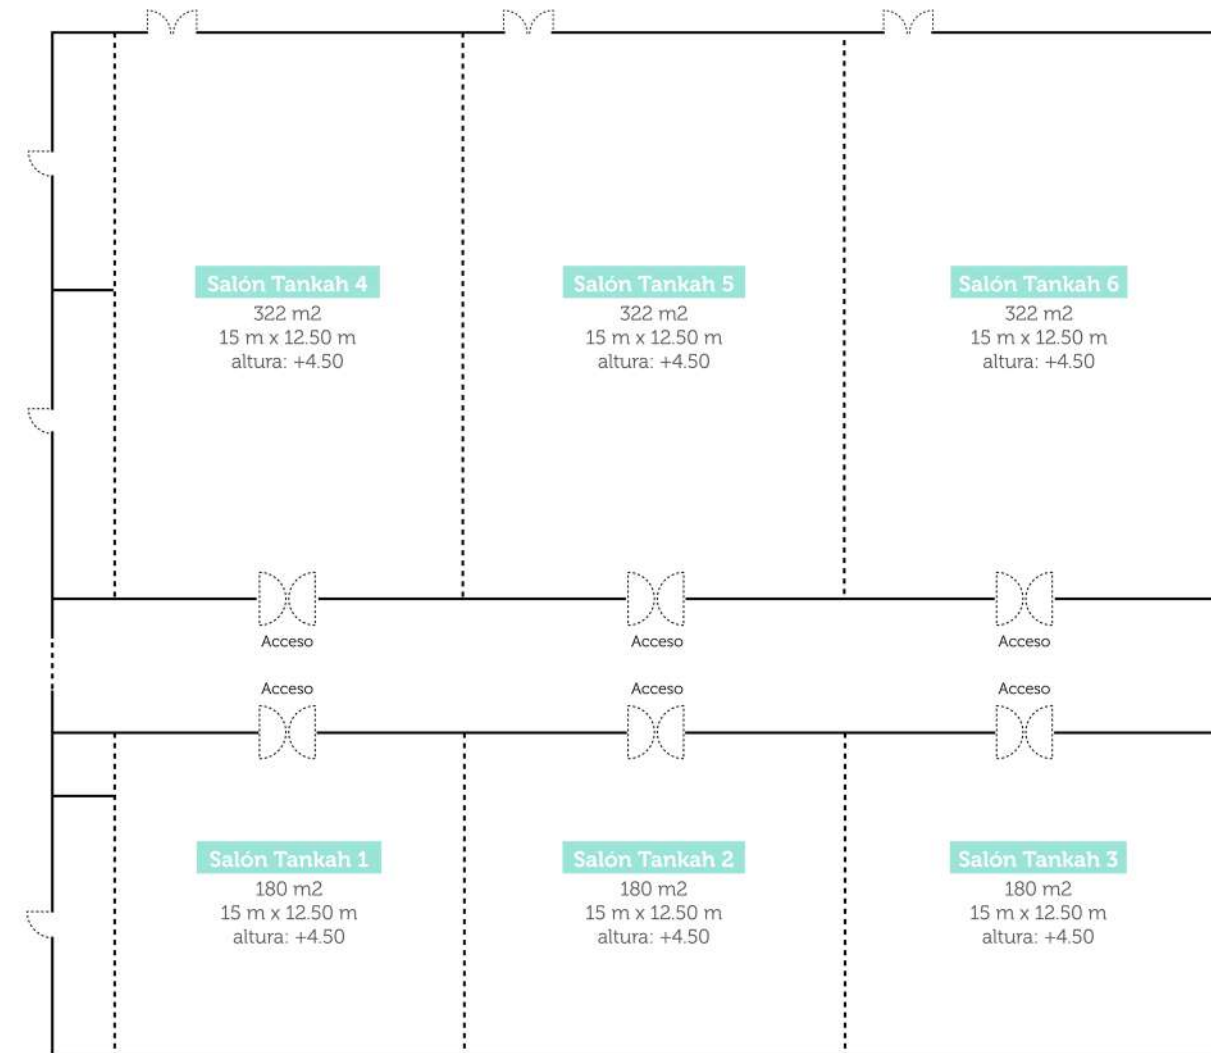 Salón Tankah 4
322 m2
15 m x 12.50 m
altura: +4.50
Salón Tankah 5
322 m2
15 m x 12.50 m
altura: +4.50
Salón Tankah 6
322 m2
15 m x 12.50 m
altura: +4.50
Acceso
Acceso
Acceso
Acceso
Acceso
Acceso
Salón Tankah 1
180 m2
15 m x 12.50 m
altura: +4.50
Salón Tankah 2
180 m2
15 m x 12.50 m
altura: +4.50
Salón Tankah 3
180 m2
15 m x 12.50 m
altura: +4.50